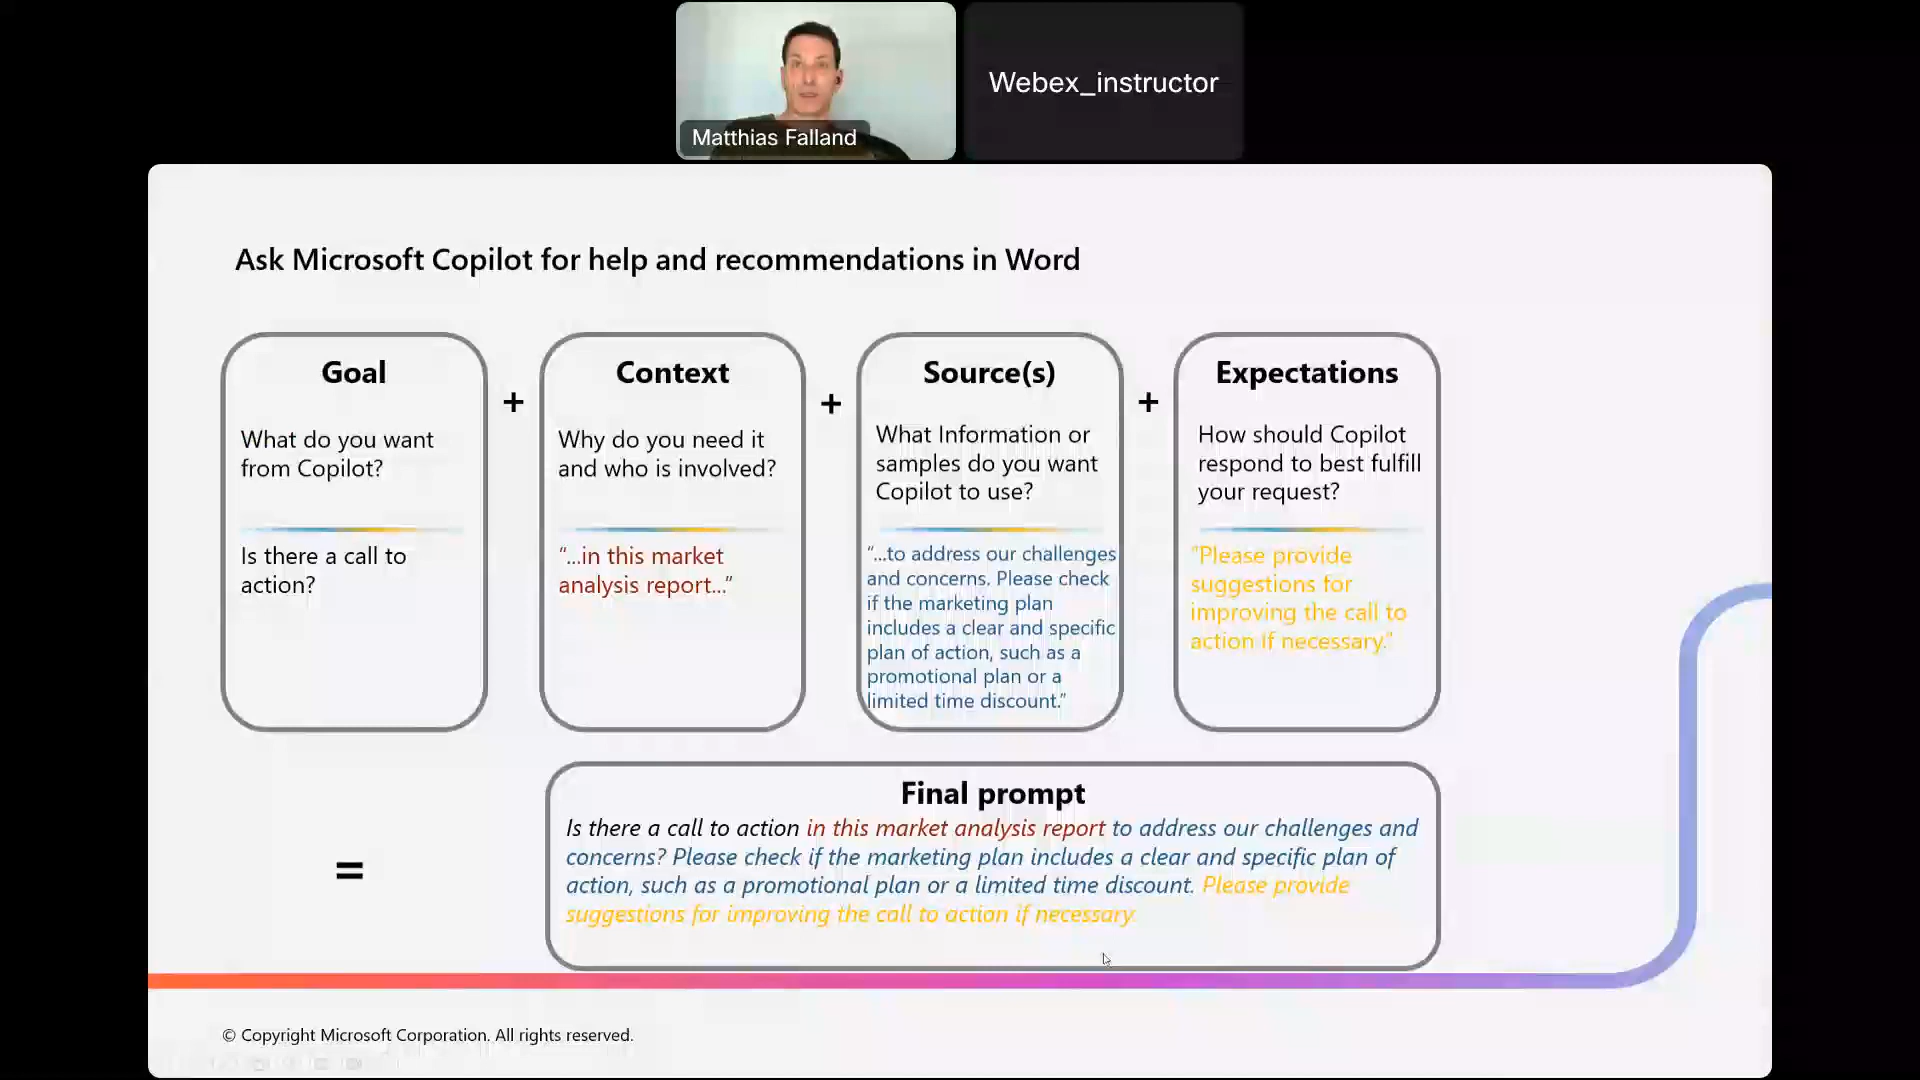 Matthias Falland
Webex_instructor
Ask Microsoft Copilot for help and recommendations in Word
Goal
What do you want
from Copilot?
Is there a call to
action?
+
Context
Why do you need it
and who is involved?
“...in this market
analysis report...”
+
Source(s)
What Information or
samples do you want
Copilot to use?
“...to address our challenges
and concerns. Please check
if the marketing plan
includes a clear and specific
plan of action, such as a
promotional plan or a
limited time discount.”
+
Expectations
How should Copilot
respond to best fulfill
your request?
“Please provide
suggestions for
improving the call to
action if necessary.”
=
Final prompt
Is there a call to action in this market analysis report to address our challenges and
concerns? Please check if the marketing plan includes a clear and specific plan of
action, such as a promotional plan or a limited time discount. Please provide
suggestions for improving the call to action if necessary.
© Copyright Microsoft Corporation. All rights reserved.